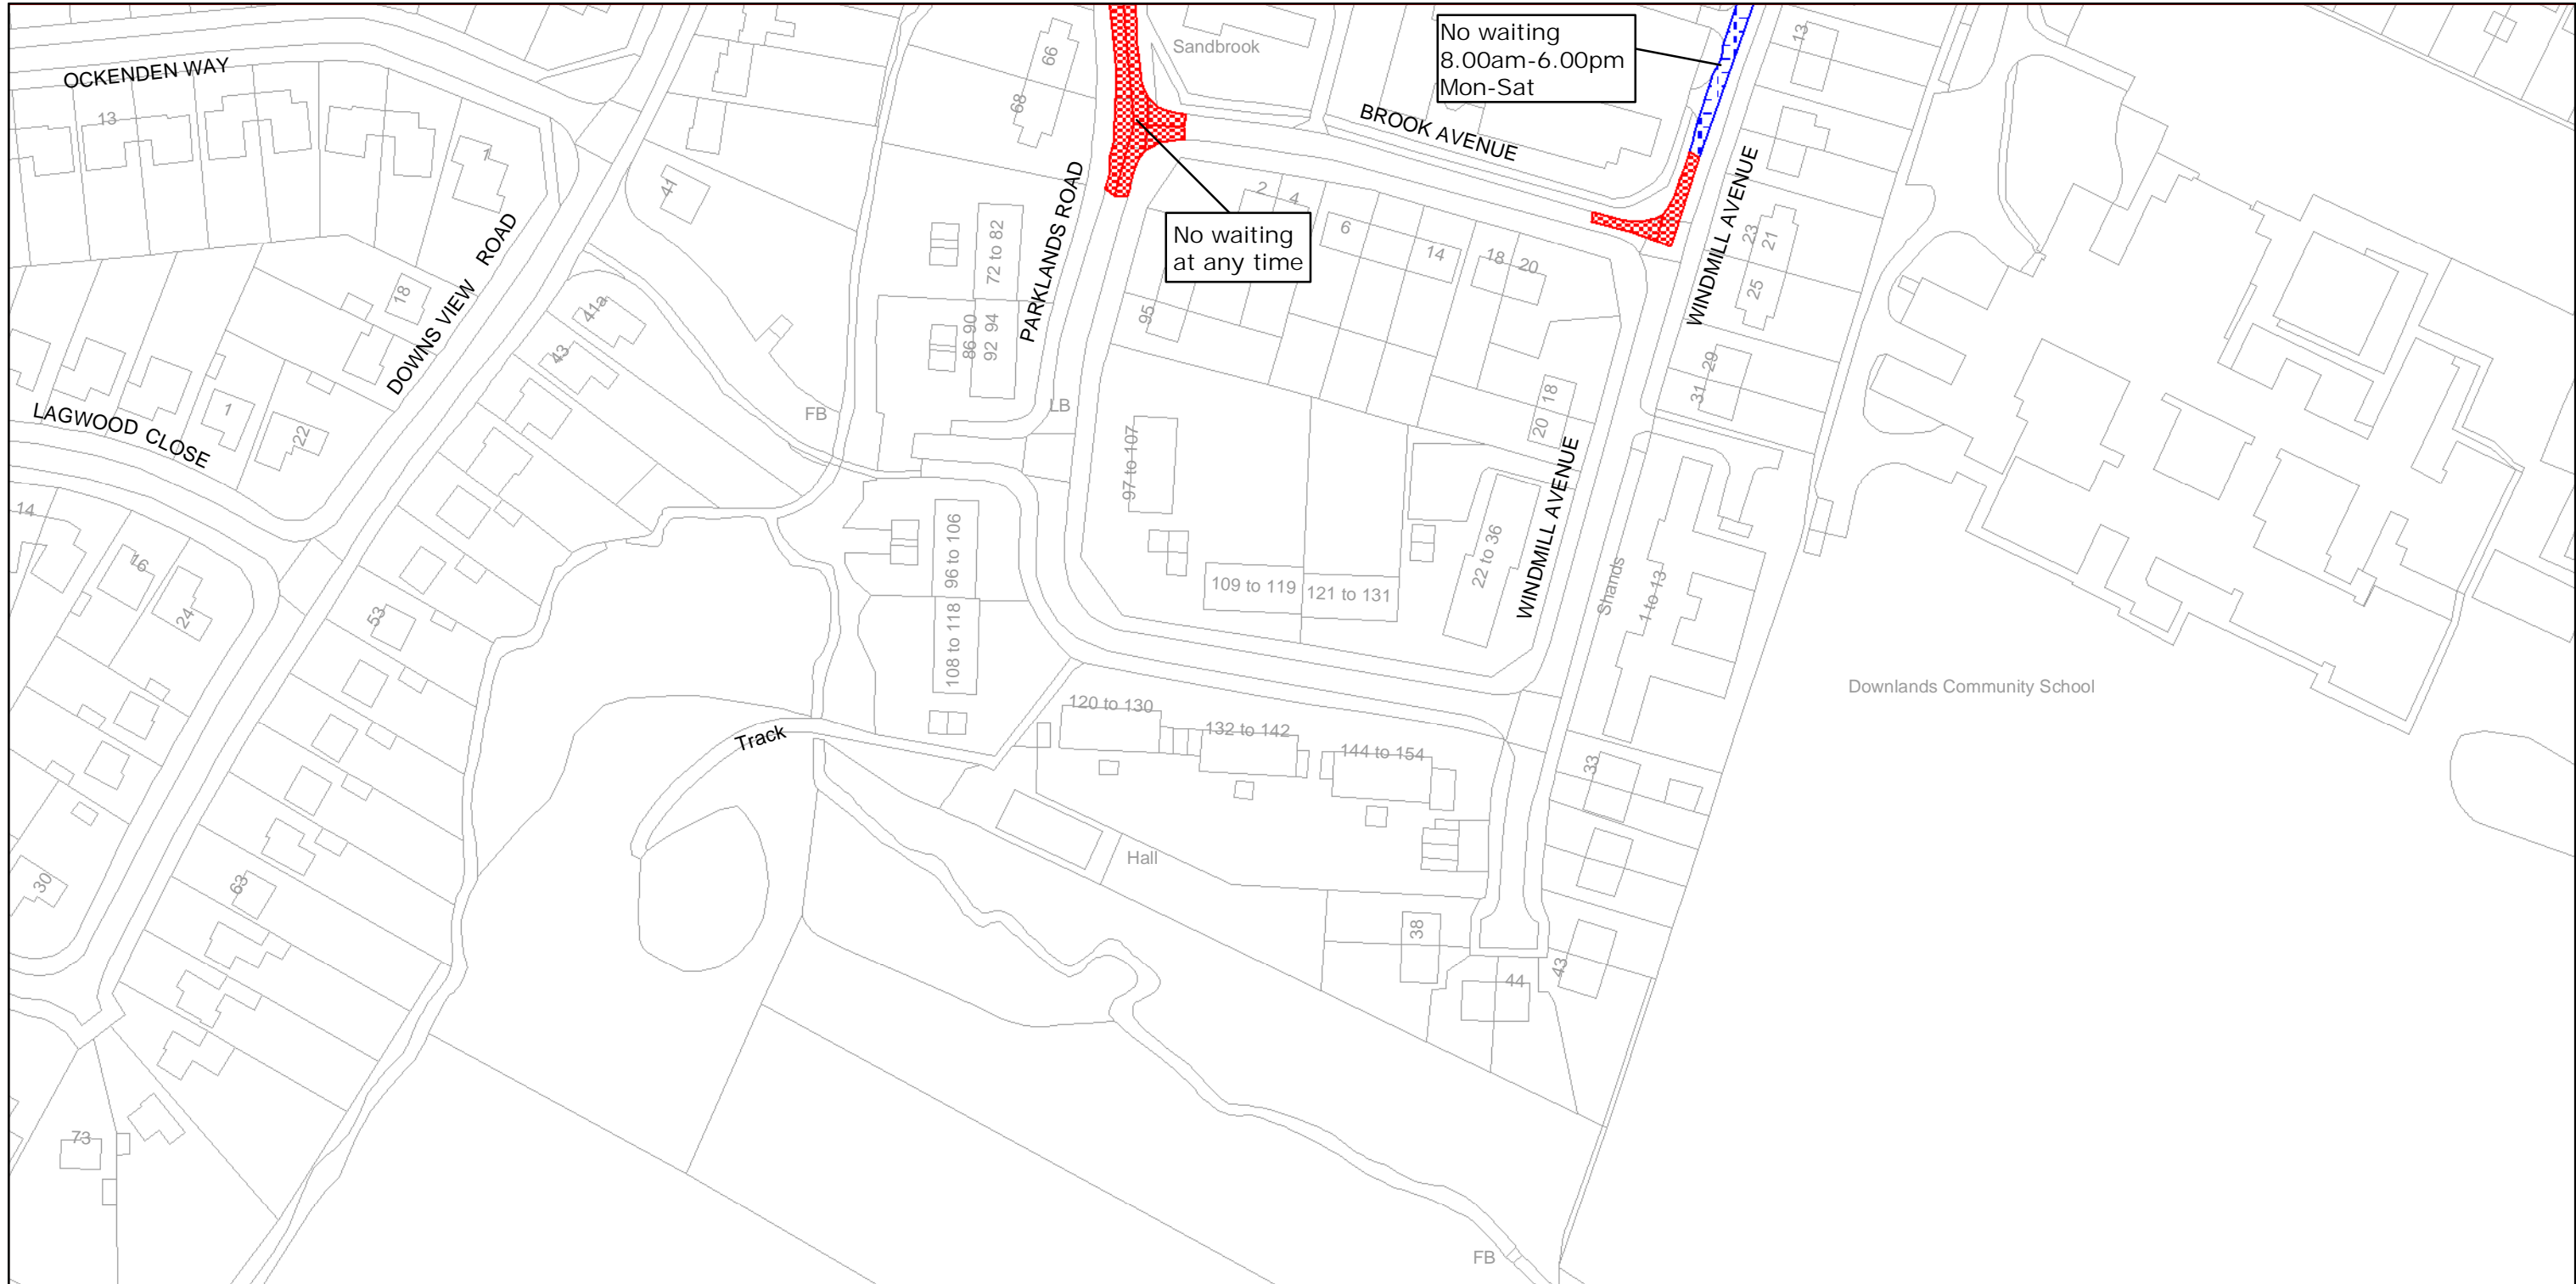 No waiting
8.00am-6.00pm
Mon-Sat
Sandbrook
66
68
13
OCKENDEN WAY
13
1
BROOK AVENUE
WINDMILL AVENUE
PARKLANDS ROAD
41
2
4
6
14
18
20
No waiting
at any time
72 to 82
23
21
25
DOWNS VIEW ROAD
18
41a
43
86 90
92 94
95
29
31
1
22
LAGWOOD CLOSE
FB
LB
18
20
WINDMILL AVENUE
97 to 107
14
16
24
53
96 to 106
108 to 118
109 to 119
121 to 131
22 to 36
Shands
1 to 13
Downlands Community School
120 to 130
132 to 142
144 to 154
Track
33
Hall
30
63
38
44
43
73
FB